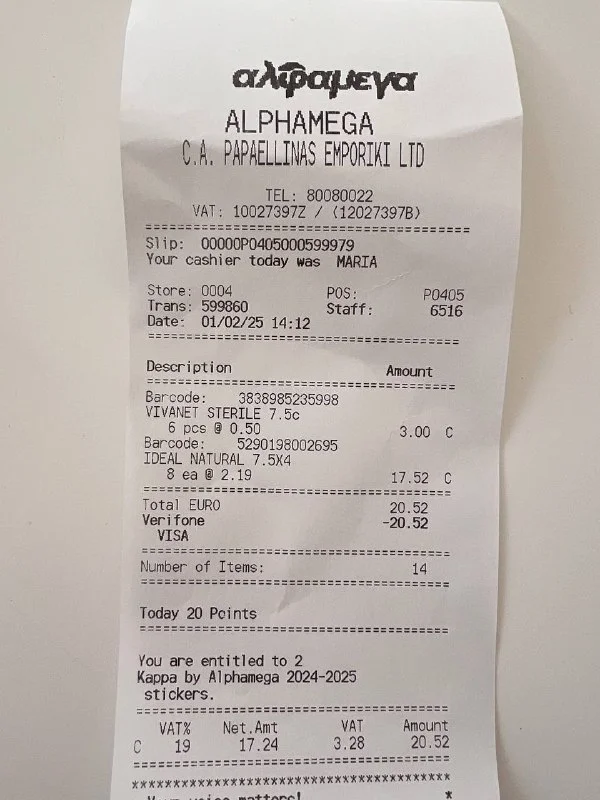 αλφαμεγα
ALPHAMEGA
C.A. PAPAELLINAS EMPORIKI LTD
TEL: 80080022
VAT: 10027397Z / (12027397B)
==========================================
Slip: 00000P0405000599979
Your cashier today was MARIA
Store: 0004 POS: P0405
Trans: 599860 Staff: 6516
Date: 01/02/25 14:12
==========================================
Description Amount
==========================================
Barcode: 3838985235998
VIVANET STERILE 7.5c
6 pcs @ 0.50 3.00 C
Barcode: 5290198002695
IDEAL NATURAL 7.5X4
8 ea @ 2.19 17.52 C
==========================================
Total EURO 20.52
Verifone -20.52
VISA
==========================================
Number of Items: 14
==========================================
Today 20 Points
==========================================
You are entitled to 2
Kappa by Alphamega 2024-2025
stickers.
==========================================
VAT% Net.Amt VAT Amount
C 19 17.24 3.28 20.52
******************************************
Your voice matters! *